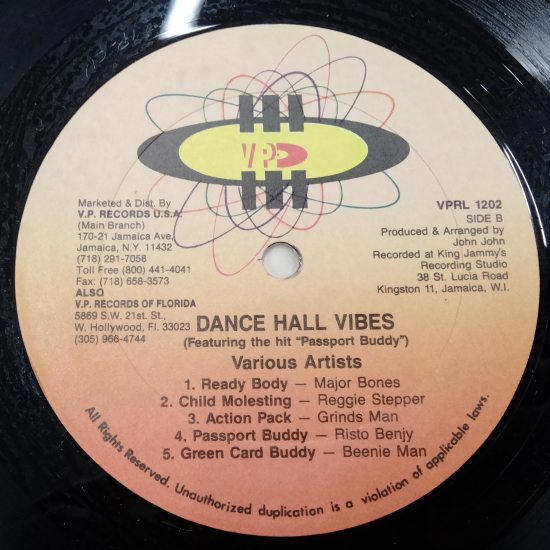 VP
Marketed & Dist. By
V.P. RECORDS U.S.A.
(Main Branch)
170-21 Jamaica Ave,
Jamaica, N.Y. 11432
(718) 291-7058
Toll Free (800) 441-4041
Fax: (718) 658-3573
ALSO
V.P. RECORDS OF FLORIDA
5869 S.W. 21st. St.,
W. Hollywood, Fl. 33023
(305) 966-4744
VPRL 1202
SIDE B
Produced & Arranged by
John John
Recorded at King Jammy's
Recording Studio
38 St. Lucia Road
Kingston 11, Jamaica, W.I.
DANCE HALL VIBES
(Featuring the hit "Passport Buddy")
Various Artists
1. Ready Body — Major Bones
2. Child Molesting — Reggie Stepper
3. Action Pack — Grinds Man
4. Passport Buddy — Risto Benjy
5. Green Card Buddy — Beenie Man
All Rights Reserved. Unauthorized duplication is a violation of applicable laws.